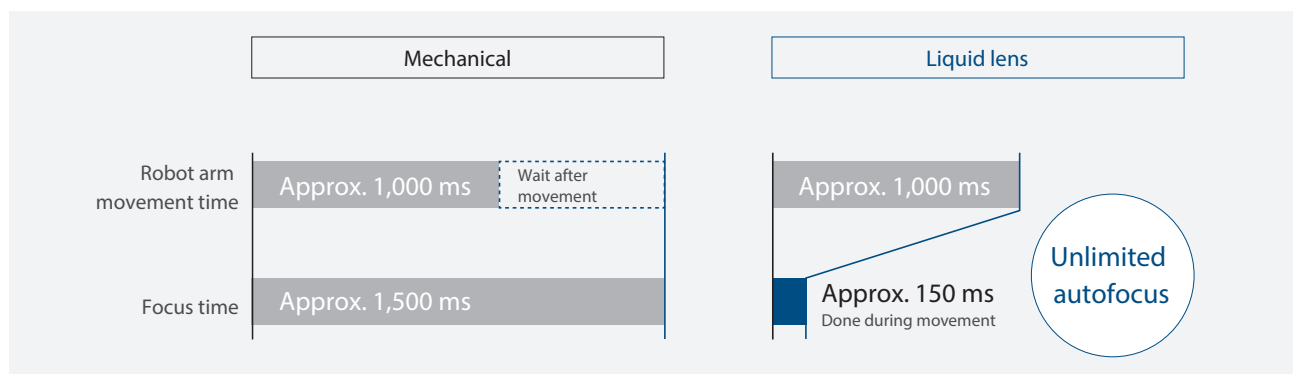 Mechanical
Liquid lens
Robot arm
movement time
Approx. 1,000 ms
Wait after
movement
Approx. 1,000 ms
Focus time
Approx. 1,500 ms
Approx. 150 ms
Done during movement
Unlimited
autofocus